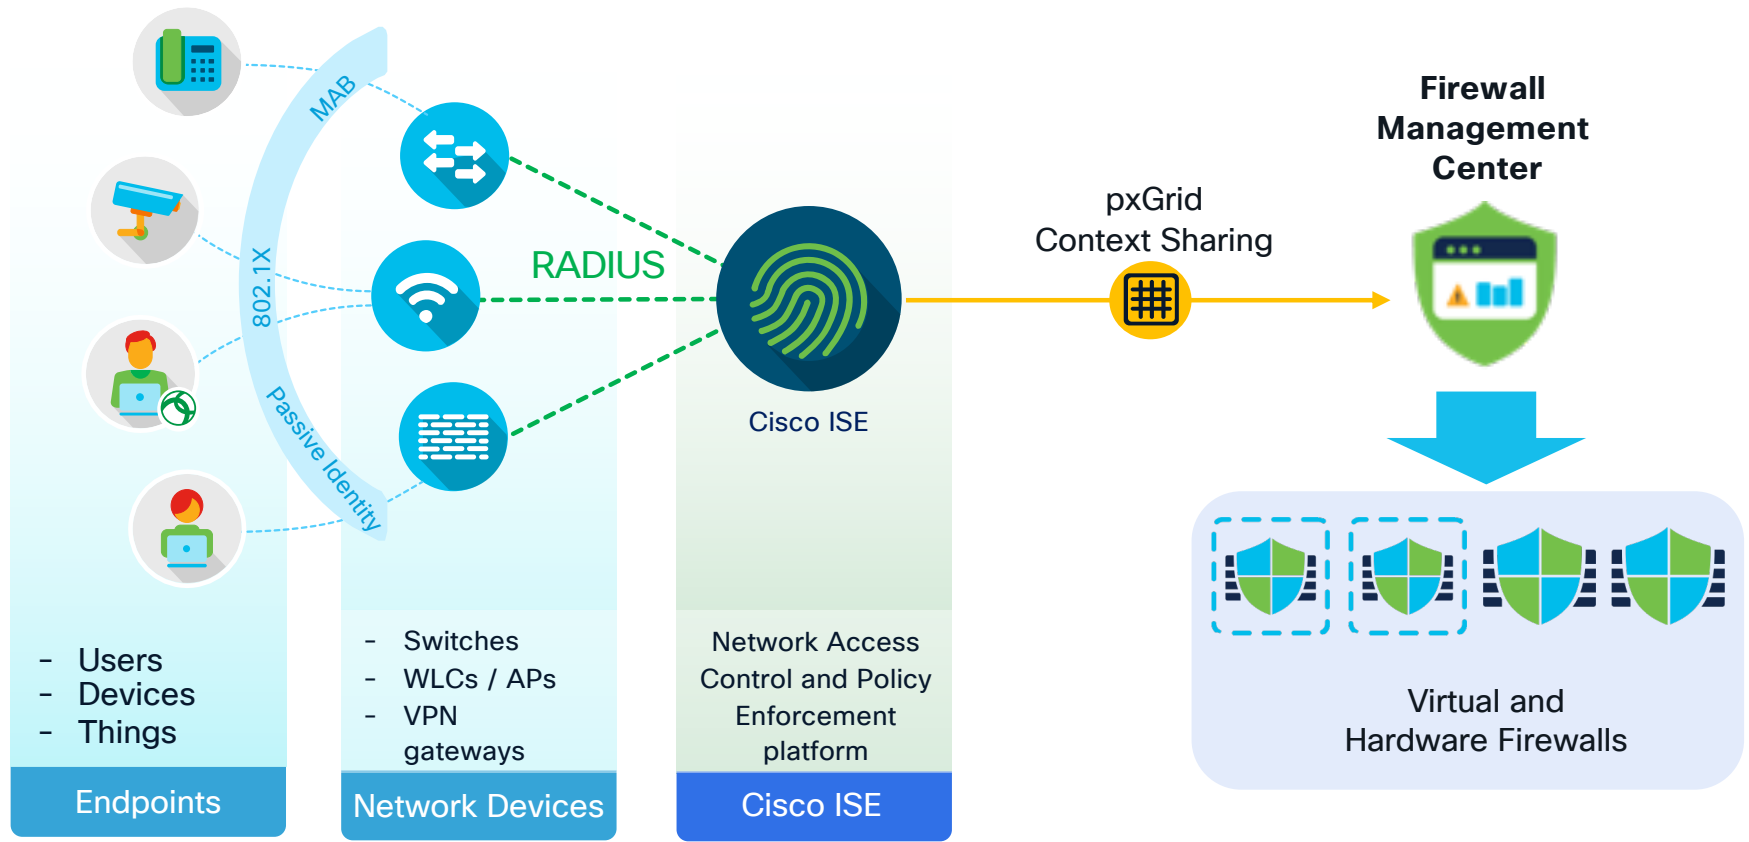 MAB
802.1X
Passive Identity
RADIUS
Cisco ISE
pxGrid
Context Sharing
Firewall
Management
Center
- Users
- Devices
- Things
Endpoints
- Switches
- WLCs / APs
- VPN
gateways
Network Devices
Network Access
Control and Policy
Enforcement
platform
Cisco ISE
Virtual and
Hardware Firewalls